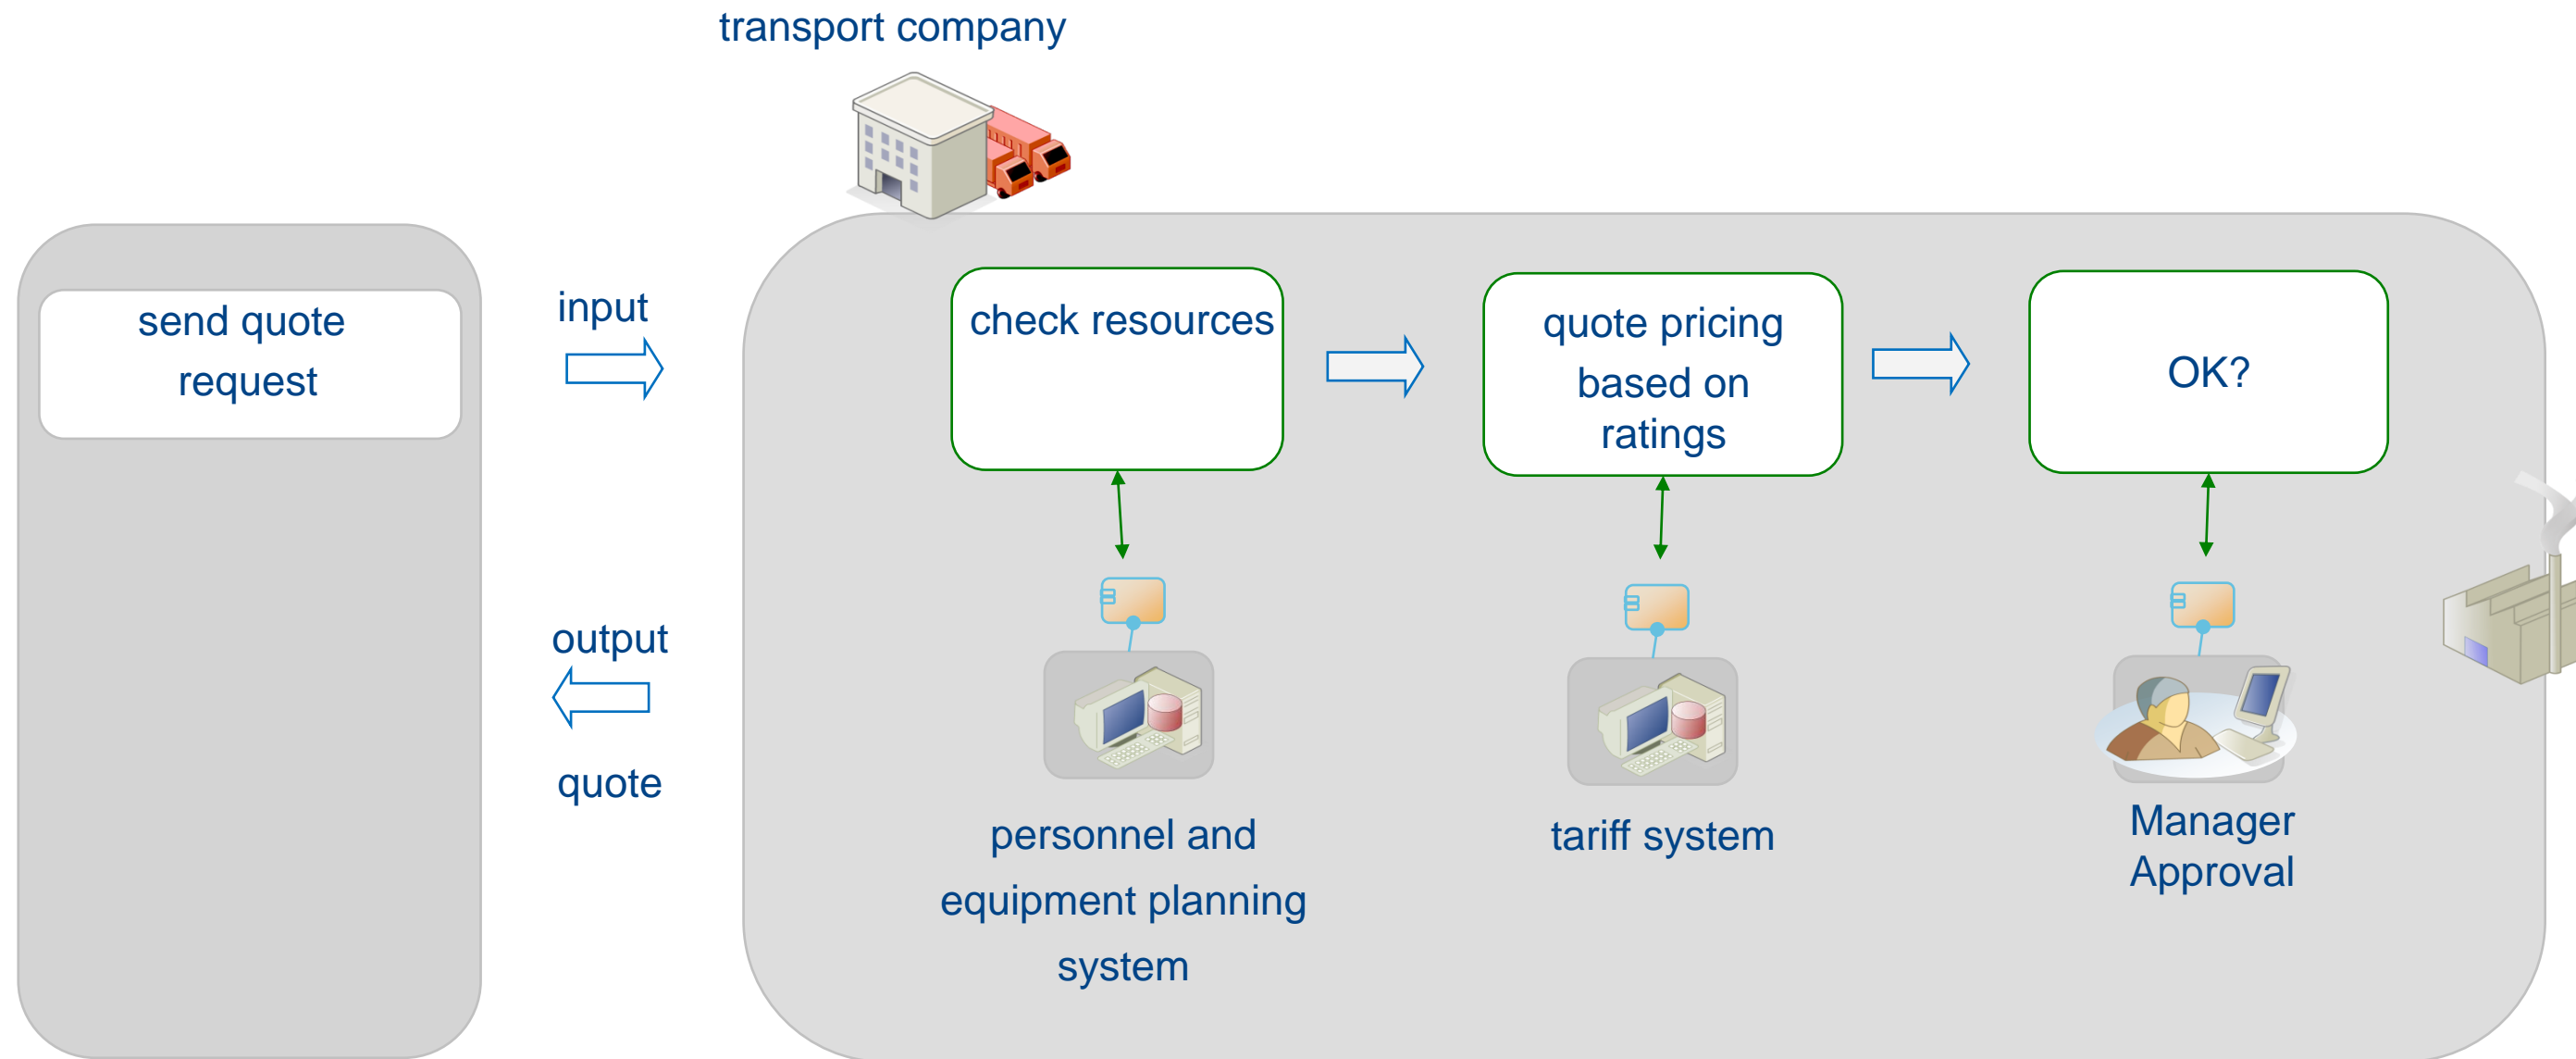 transport company
send quote
request
input
check resources
quote pricing
based on
ratings
OK?
output
quote
personnel and
equipment planning
system
tariff system
Manager
Approval